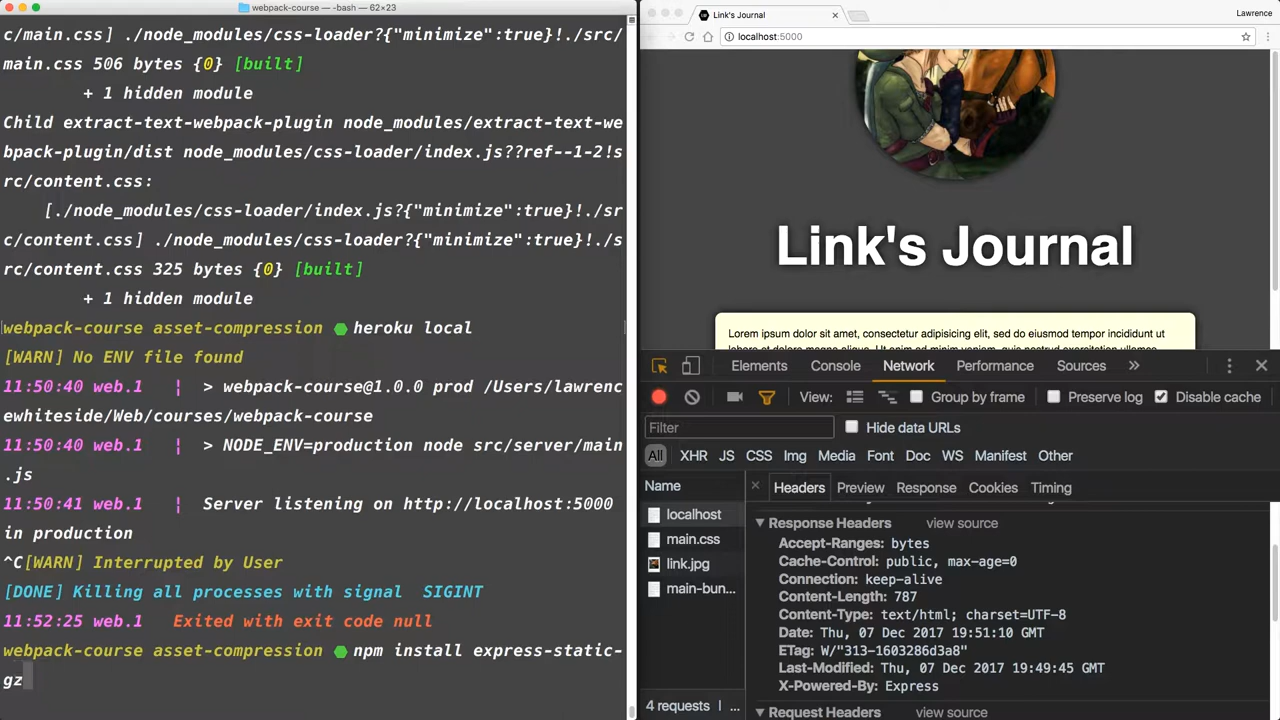 webpack-course — -bash — 62×23
c/main.css] ./node_modules/css-loader?{"minimize":true}!./src/
main.css 506 bytes {0} [built]
+ 1 hidden module
Child extract-text-webpack-plugin node_modules/extract-text-we
bpack-plugin/dist node_modules/css-loader/index.js??ref--1-2!s
rc/content.css:
[./node_modules/css-loader/index.js?{"minimize":true}!./sr
c/content.css] ./node_modules/css-loader?{"minimize":true}!./s
rc/content.css 325 bytes {0} [built]
+ 1 hidden module
webpack-course asset-compression heroku local
[WARN] No ENV file found
11:50:40 web.1 ¦ > webpack-course@1.0.0 prod /Users/lawrenc
ewhiteside/Web/courses/webpack-course
11:50:40 web.1 ¦ > NODE_ENV=production node src/server/main
.js
11:50:41 web.1 ¦ Server listening on http://localhost:5000
in production
^C[WARN] Interrupted by User
[DONE] Killing all processes with signal SIGINT
11:52:25 web.1 Exited with exit code null
webpack-course asset-compression npm install express-static-
gz
Link's Journal ×
Lawrence
localhost:5000
Link's Journal
Lorem ipsum dolor sit amet, consectetur adipisicing elit, sed do eiusmod tempor incididunt ut
Elements Console Network Performance Sources »
View: Group by frame Preserve log Disable cache
Filter Hide data URLs
All XHR JS CSS Img Media Font Doc WS Manifest Other
Name
localhost
main.css
link.jpg
main-bun...
4 requests ...
× Headers Preview Response Cookies Timing
Response Headers view source
Accept-Ranges: bytes
Cache-Control: public, max-age=0
Connection: keep-alive
Content-Length: 787
Content-Type: text/html; charset=UTF-8
Date: Thu, 07 Dec 2017 19:51:10 GMT
ETag: W/"313-1603286d3a8"
Last-Modified: Thu, 07 Dec 2017 19:49:45 GMT
X-Powered-By: Express
Request Headers view source